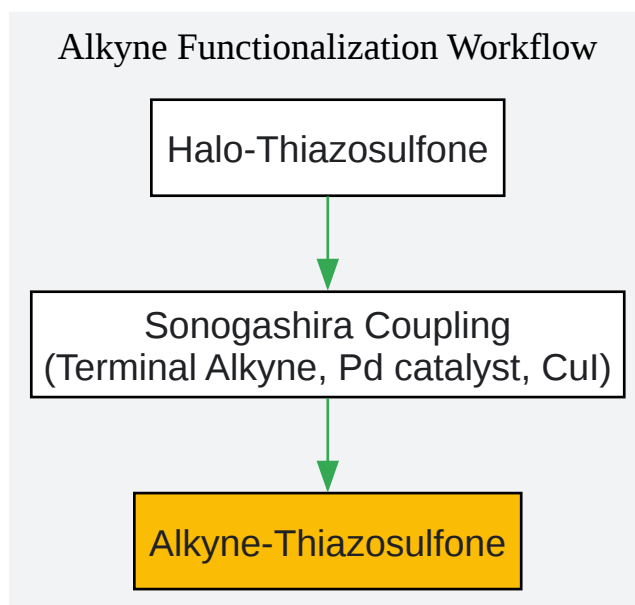 Alkyne Functionalization Workflow
Halo-Thiazosulfone
Sonogashira Coupling
(Terminal Alkyne, Pd catalyst, CuI)
Alkyne-Thiazosulfone